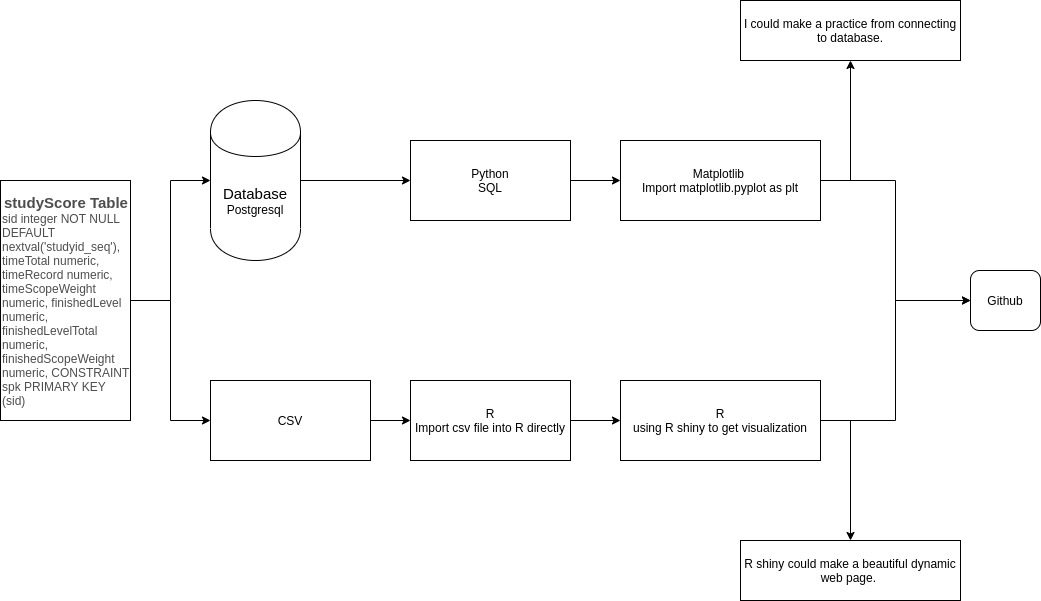 I could make a practice from connecting
to database.
Database
Postgresql
Python
SQL
Matplotlib
Import matplotlib.pyplot as plt
studyScore Table
sid integer NOT NULL
DEFAULT
nextval('studyid_seq'),
timeTotal numeric,
timeRecord numeric,
timeScopeWeight
numeric, finishedLevel
numeric,
finishedLevelTotal
numeric,
finishedScopeWeight
numeric, CONSTRAINT
spk PRIMARY KEY
(sid)
Github
CSV
R
Import csv file into R directly
R
using R shiny to get visualization
R shiny could make a beautiful dynamic
web page.